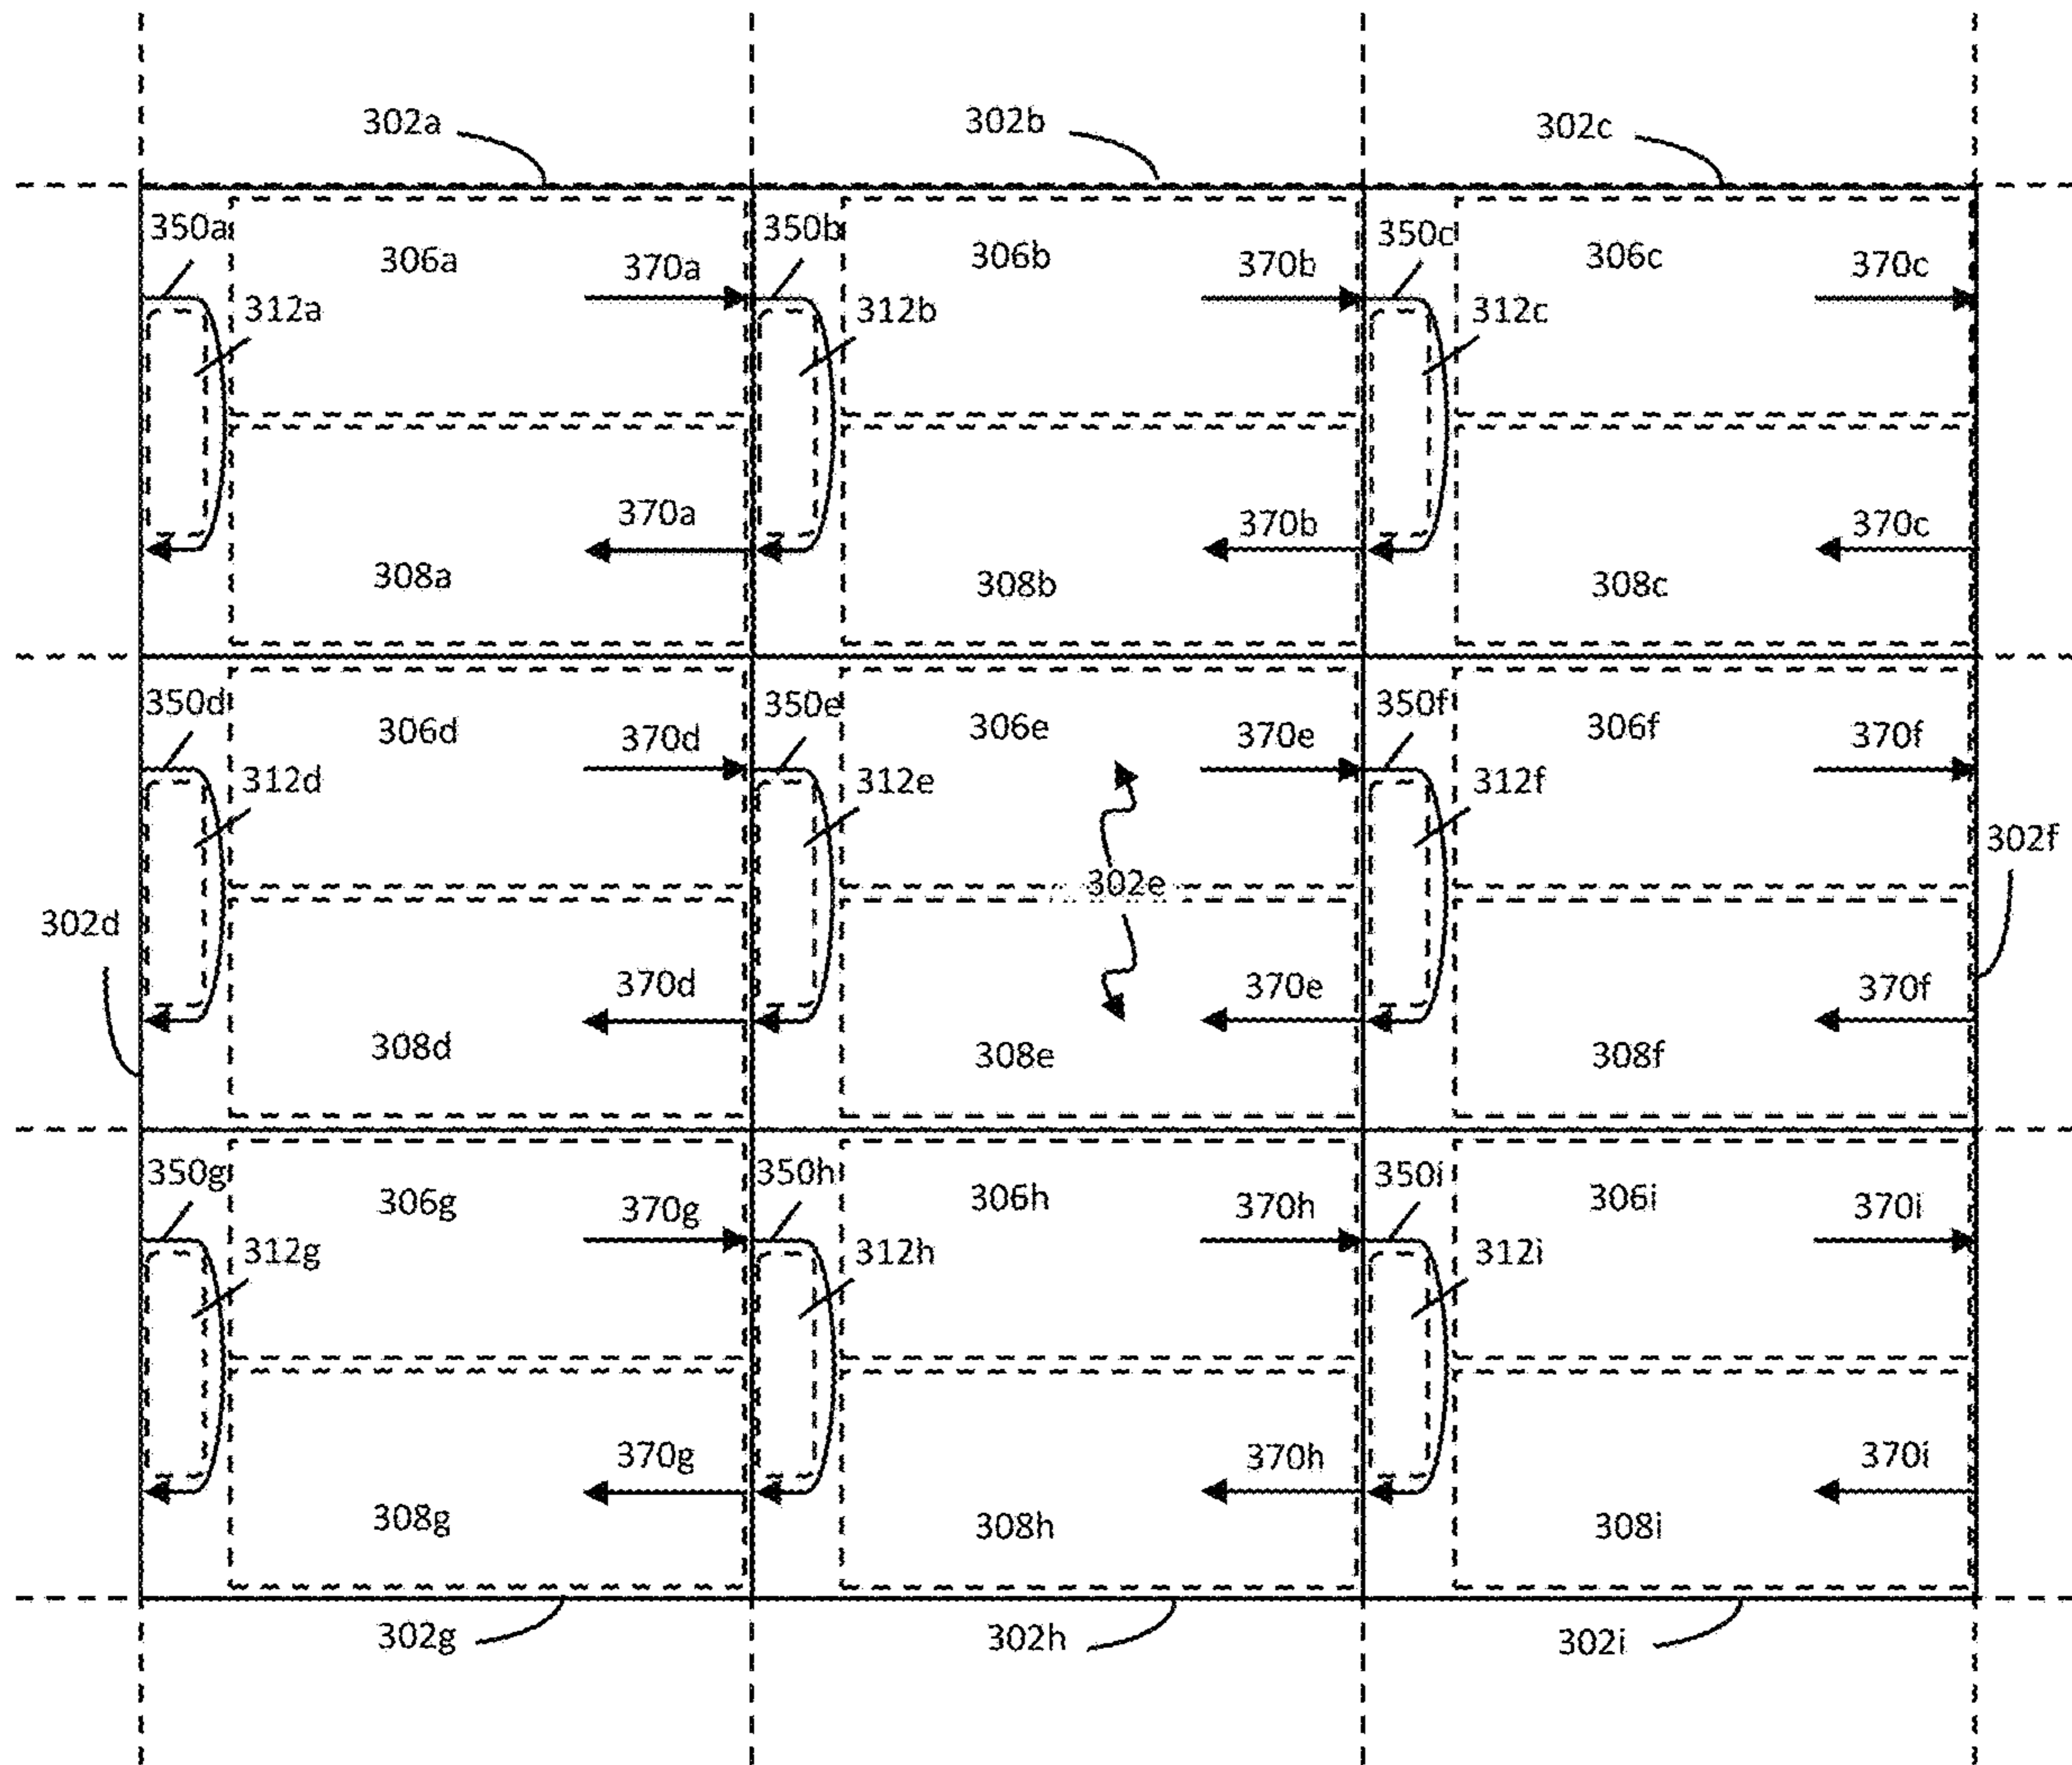 302a 302b 302c
350a 306a 370a 350b 306b 370b 350c 306c 370c
312a 312b 312c
370a 370b 370c
308a 308b 308c
350d 306d 370d 350e 306e 370e 350f 306f 370f
312d 312e 312f
302f
302e
302d
370d 370e 370f
308d 308e 308f
350g 306g 370g 350h 306h 370h 350i 306i 370i
312g 312h 312i
370g 370h 370i
308g 308h 308i
302g 302h 302i